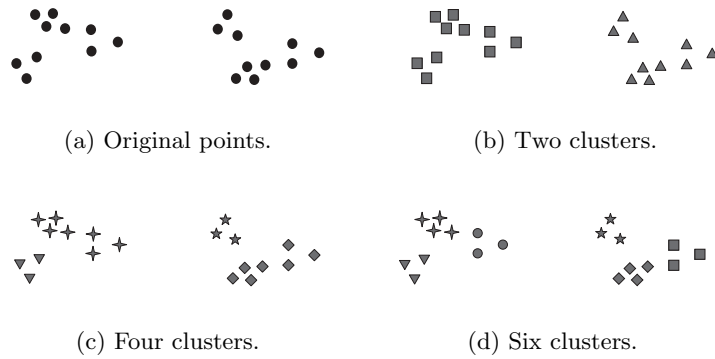 (a) Original points.
(b) Two clusters.
(c) Four clusters.
(d) Six clusters.